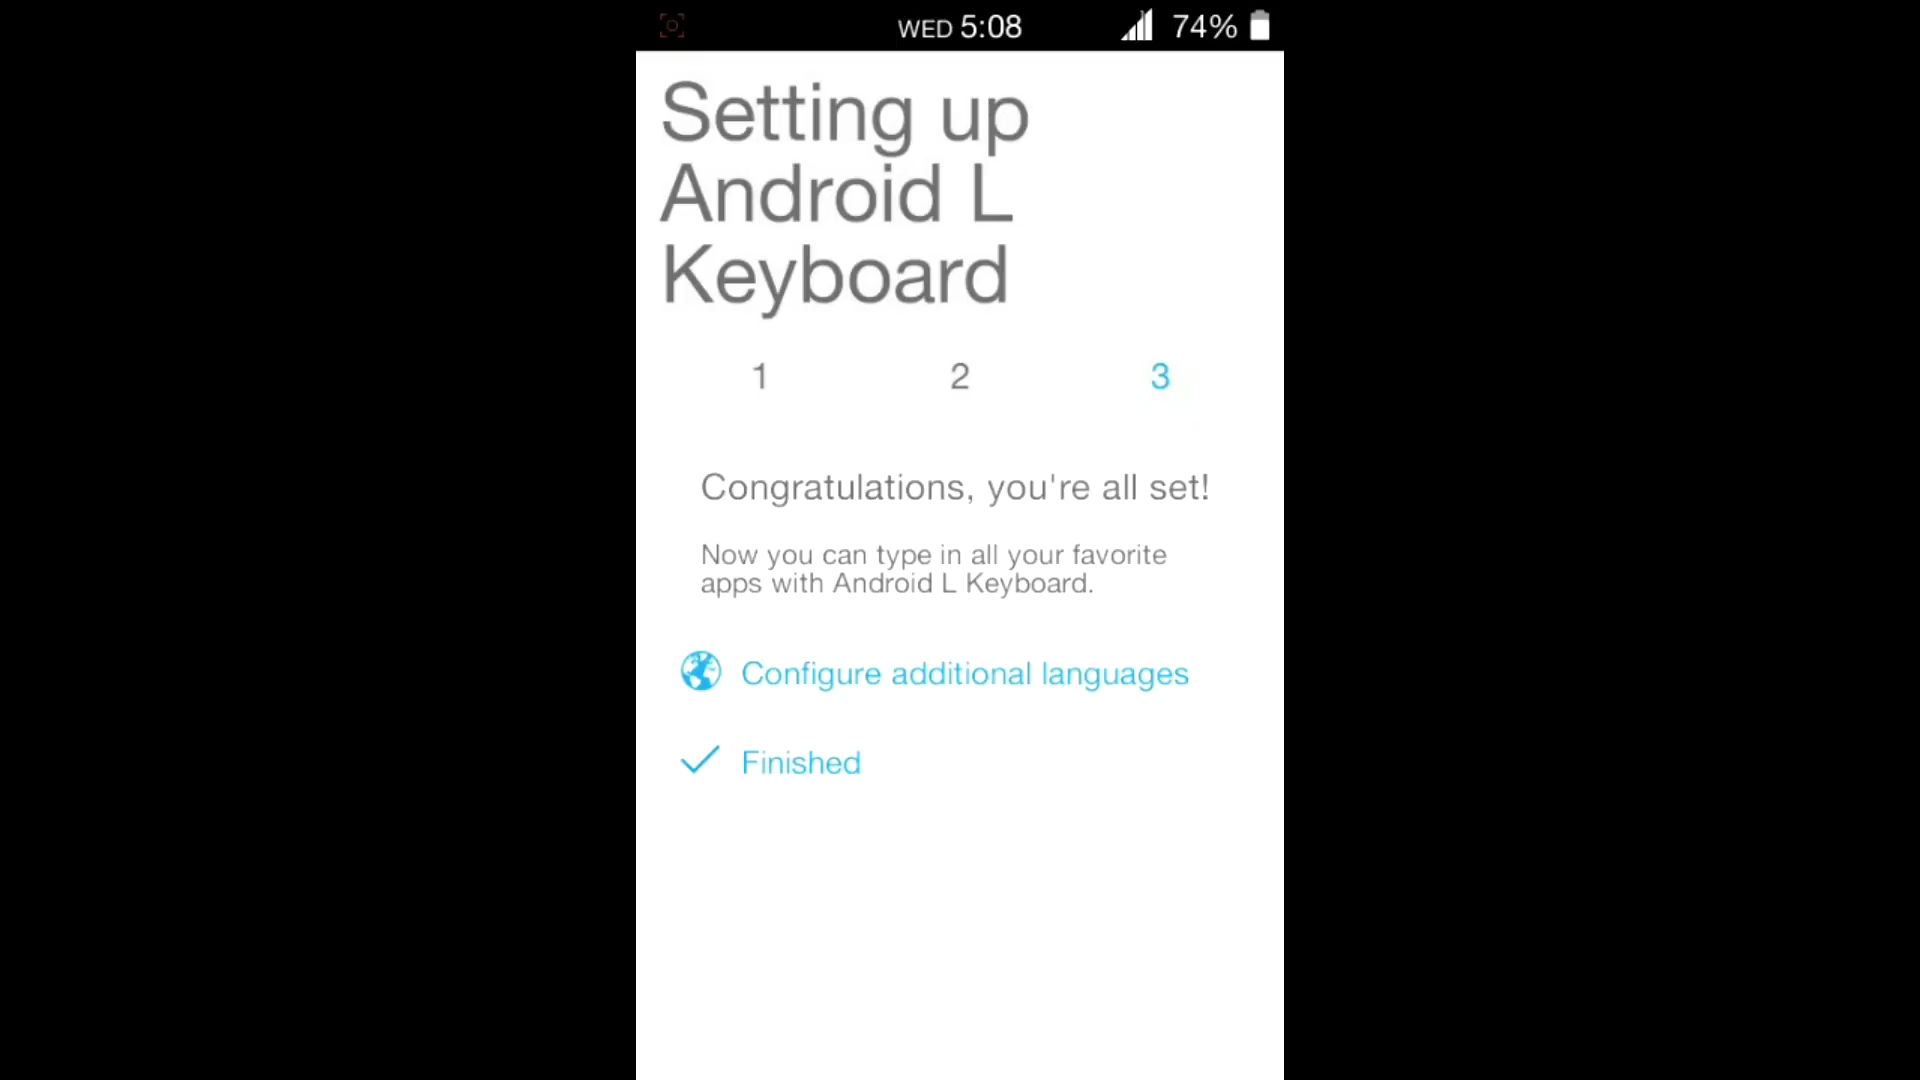 WED 5:08 74%
Setting up
Android L
Keyboard
1 2 3
Congratulations, you're all set!
Now you can type in all your favorite
apps with Android L Keyboard.
Configure additional languages
Finished